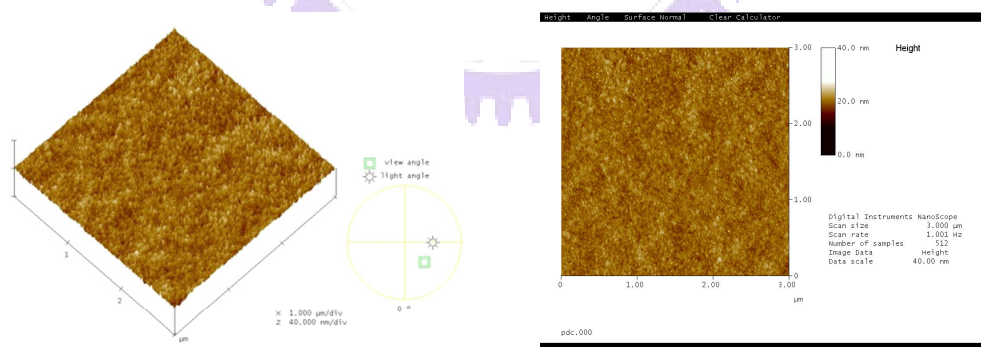 1
2
µm
view angle
light angle
0 °
X 1.000 µm/div
Z 40.000 nm/div
Height Angle Surface Normal Clear Calculator
3.00
2.00
1.00
0
0 1.00 2.00 3.00
µm
40.0 nm
20.0 nm
0.0 nm
Height
Digital Instruments NanoScope
Scan size 3.000 µm
Scan rate 1.001 Hz
Number of samples 512
Image Data Height
Data scale 40.00 nm
pdc.000